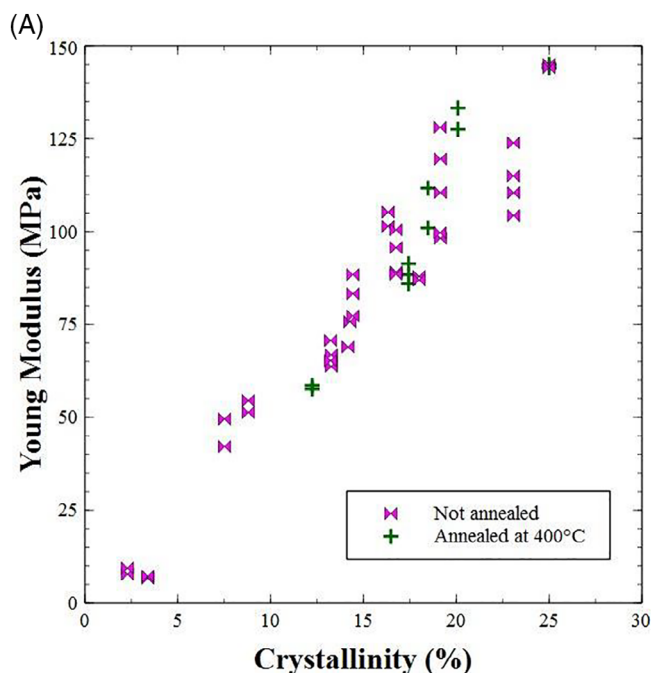 (A)
150
125
100
75
50
25
0
Young Modulus (MPa)
Not annealed
Annealed at 400°C
0 5 10 15 20 25 30
Crystallinity (%)